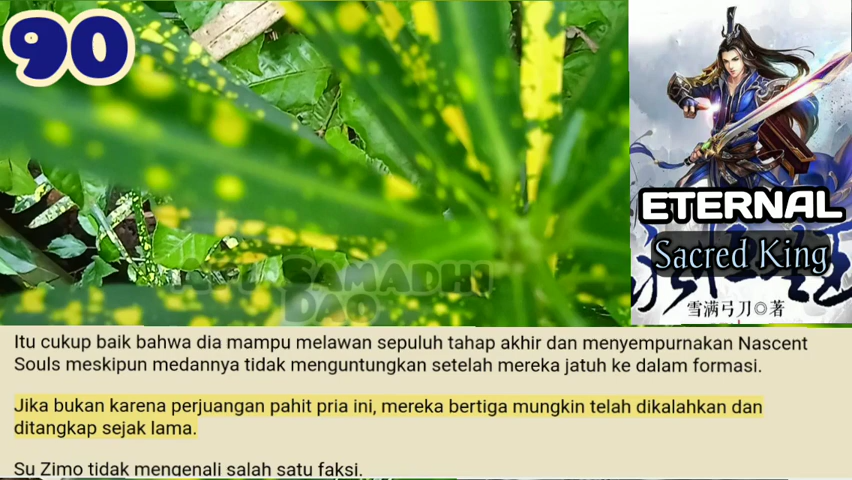 90
SAMADHI
DAO
ETERNAL
Sacred King
雪满弓刀◎著
Itu cukup baik bahwa dia mampu melawan sepuluh tahap akhir dan menyempurnakan Nascent
Souls meskipun medannya tidak menguntungkan setelah mereka jatuh ke dalam formasi.
Jika bukan karena perjuangan pahit pria ini, mereka bertiga mungkin telah dikalahkan dan
ditangkap sejak lama.
Su Zimo tidak mengenali salah satu faksi.